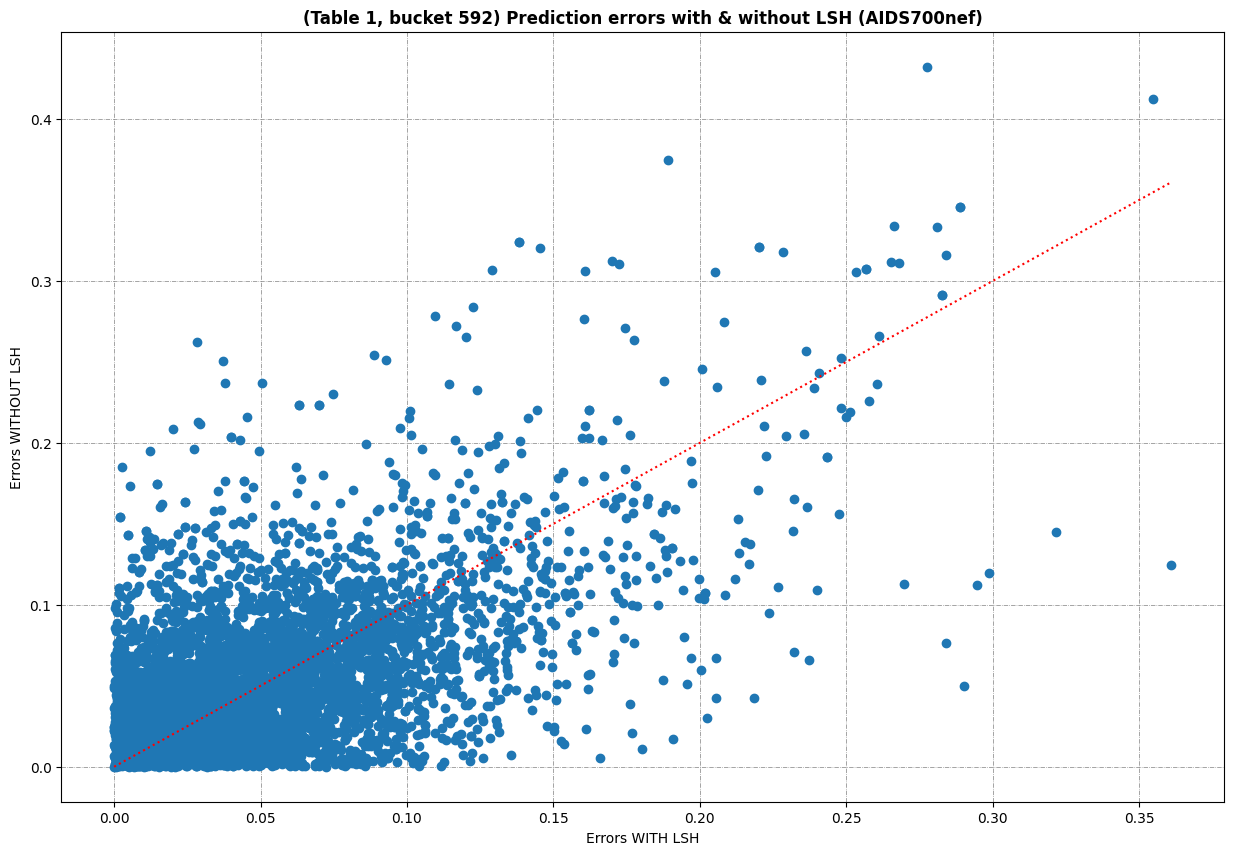 (Table 1, bucket 592) Prediction errors with & without LSH (AIDS700nef)
Errors WITHOUT LSH
0.4
0.3
0.2
0.1
0.0
0.00 0.05 0.10 0.15 0.20 0.25 0.30 0.35
Errors WITH LSH